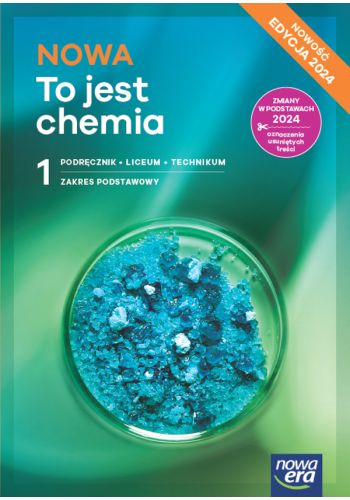 NOWOŚĆ
EDYCJA 2024
NOWA
To jest
chemia
ZMIANY
W PODSTAWACH
2024
oznaczenia
usuniętych
treści
1
PODRĘCZNIK • LICEUM • TECHNIKUM
ZAKRES PODSTAWOWY
nowa
era